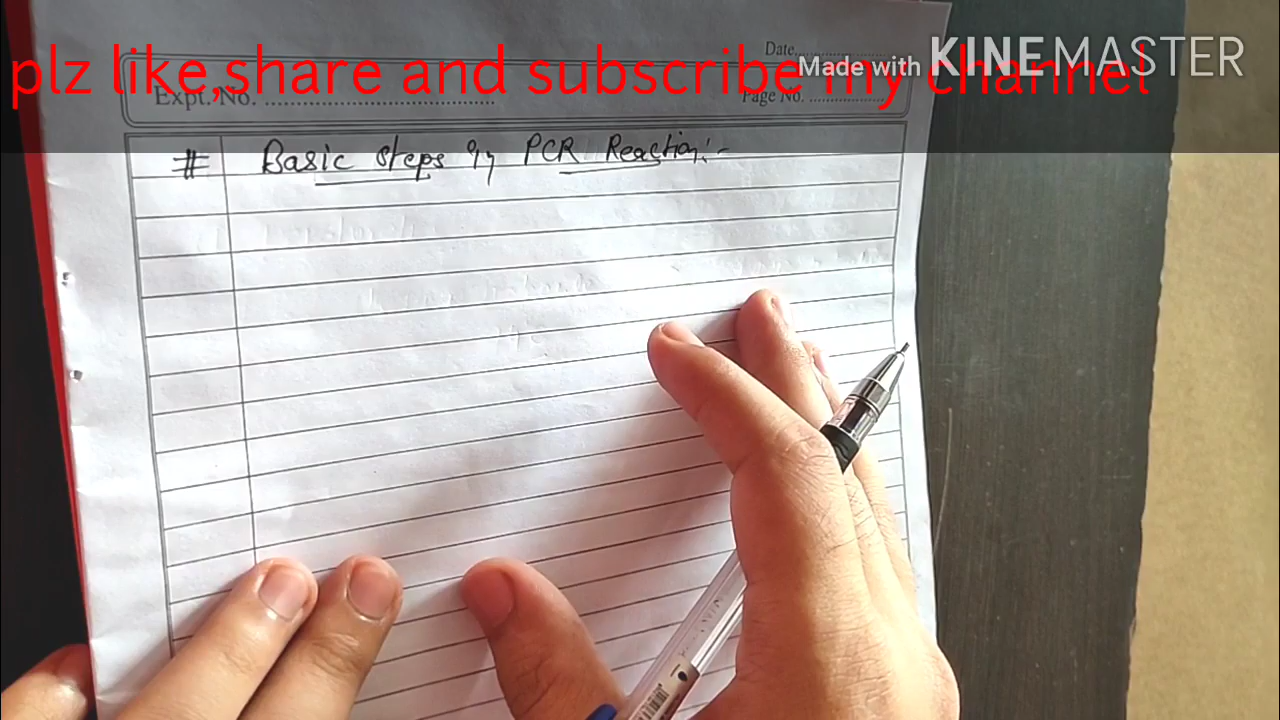 plz like,share and subscribe my channel
Made with KINEMASTER
Date..................
Expt. No. ..........................................
Page No. ................
# Basic steps in PCR Reaction:-